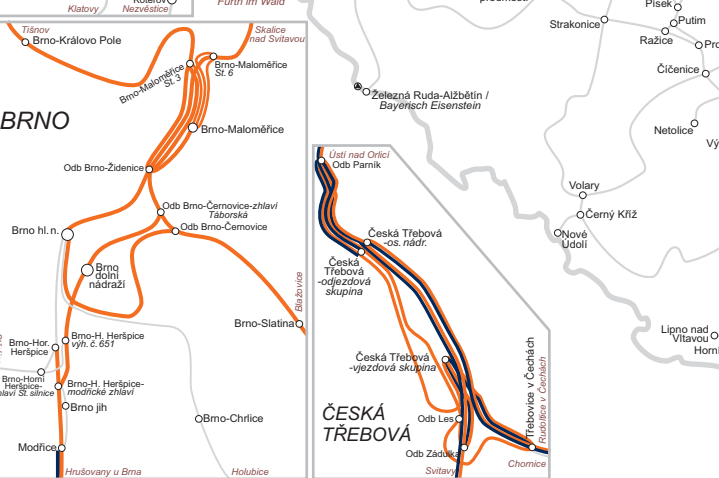 Klatovy
Koterov
Nezvěstice
Furth im Wald
Tišnov
Brno-Královo Pole
Skalice
nad Svitavou
Brno-Maloměřice
St. 3
Brno-Maloměřice
St. 6
BRNO
Brno-Maloměřice
Odb Brno-Židenice
Odb Brno-Černovice-zhlaví
Táborská
Odb Brno-Černovice
Brno hl. n.
Brno
dolní
nádraží
Blažovice
Brno-Slatina
Brno-H. Heršpice
výh. č. 651
Brno-Hor.
Heršpice
Brno-Horní
Heršpice-
zhlaví St. silnice
Brno-H. Heršpice-
modřické zhlaví
Brno jih
Brno-Chrlice
Modřice
Hrušovany u Brna
Holubice
Ústí nad Orlicí
Odb Parník
Česká Třebová
-os. nádr.
Česká
Třebová
-odjezdová
skupina
Česká Třebová
-vjezdová skupina
ČESKÁ
TŘEBOVÁ
Odb Les
Odb Zádulka
Svitavy
Třebovice v Čechách
Rudoltice v Čechách
Chornice
Železná Ruda-Alžbětín /
Bayerisch Eisenstein
Strakonice
Písek
Putim
Ražice
Číčenice
Netolice
Volary
Černý Kříž
Nové
Údolí
Lipno nad
Vltavou